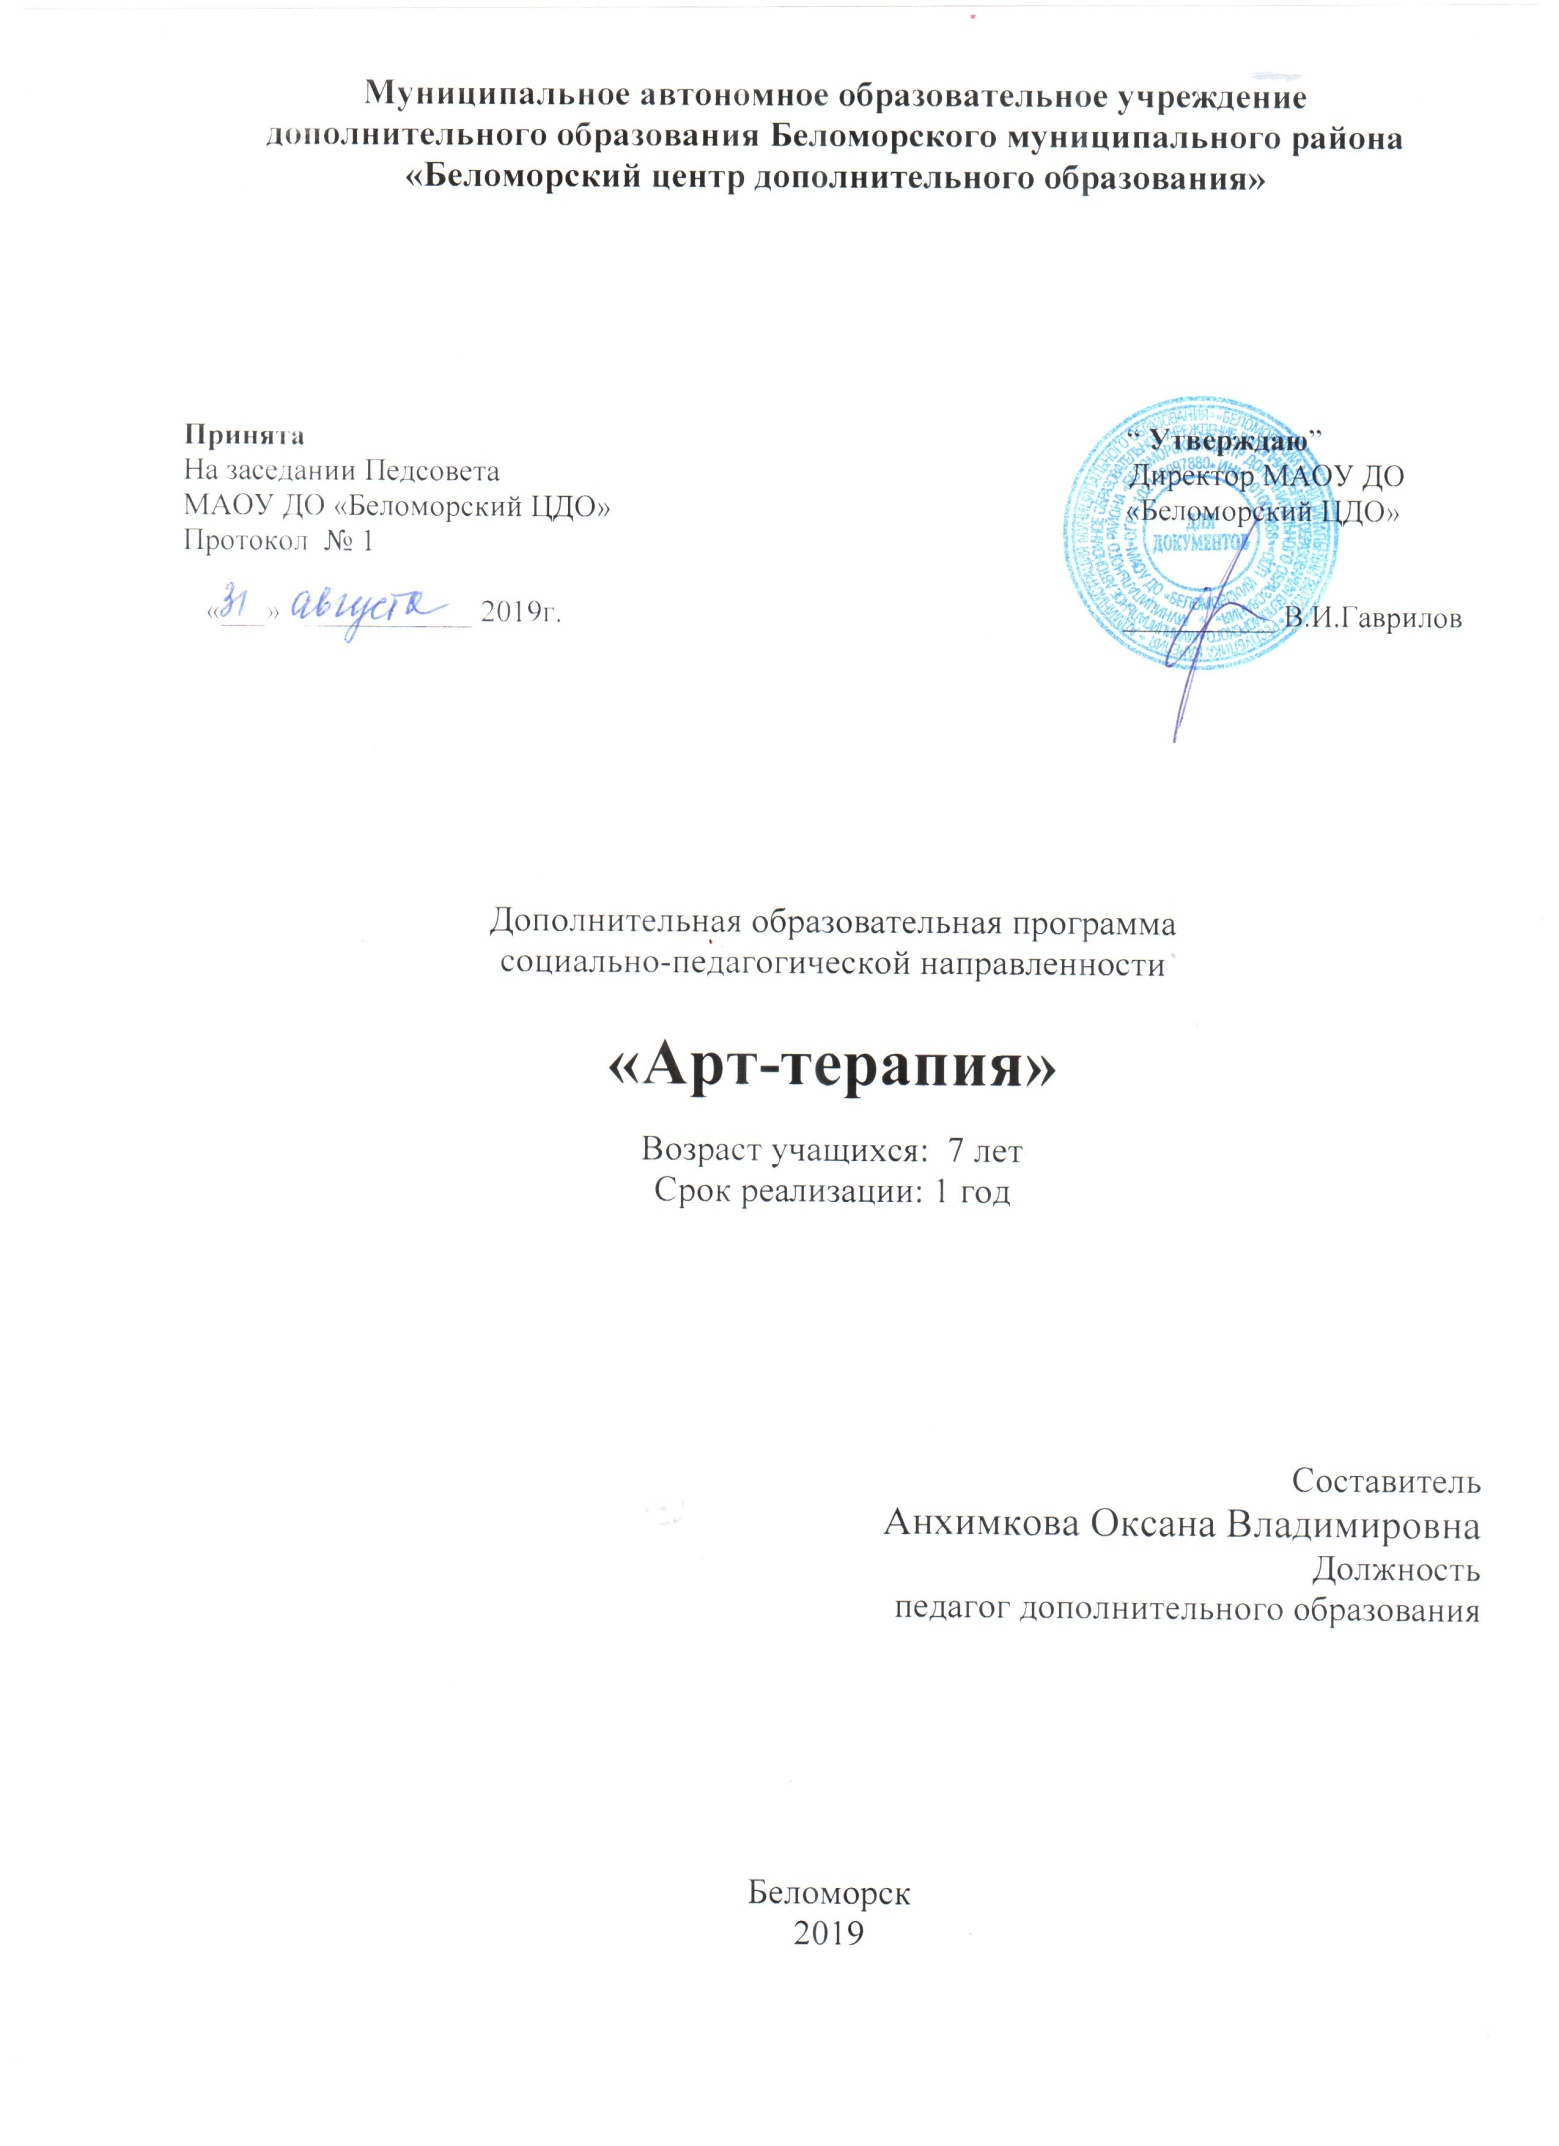 Муниципальное автономное образовательное учреждение
дополнительного образования Беломорского муниципального района
«Беломорский центр дополнительного образования»
Принята
На заседании Педсовета
МАОУ ДО «Беломорский ЦДО»
Протокол № 1
«31» августа 2019г.
“ Утверждаю”
Директор МАОУ ДО
«Беломорский ЦДО»
ДЛЯ
ДОКУМЕНТОВ
В.И.Гаврилов
Дополнительная образовательная программа
социально-педагогической направленности
«Арт-терапия»
Возраст учащихся: 7 лет
Срок реализации: 1 год
Составитель
Анхимкова Оксана Владимировна
Должность
педагог дополнительного образования
Беломорск
2019